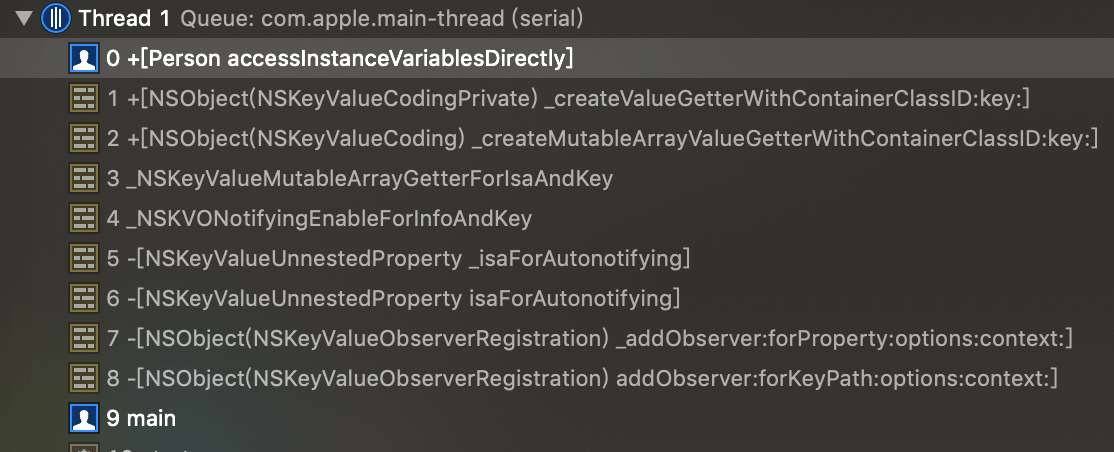 Thread 1 Queue: com.apple.main-thread (serial)
0 +[Person accessInstanceVariablesDirectly]
1 +[NSObject(NSKeyValueCodingPrivate) _createValueGetterWithContainerClassID:key:]
2 +[NSObject(NSKeyValueCoding) _createMutableArrayValueGetterWithContainerClassID:key:]
3 _NSKeyValueMutableArrayGetterForIsaAndKey
4 _NSKVONotifyingEnableForInfoAndKey
5 -[NSKeyValueUnnestedProperty _isaForAutonotifying]
6 -[NSKeyValueUnnestedProperty isaForAutonotifying]
7 -[NSObject(NSKeyValueObserverRegistration) _addObserver:forProperty:options:context:]
8 -[NSObject(NSKeyValueObserverRegistration) addObserver:forKeyPath:options:context:]
9 main